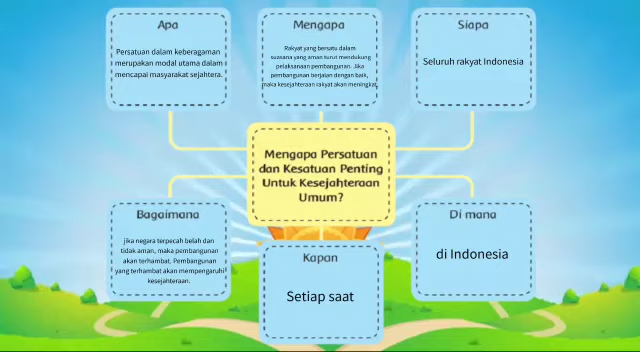 Apa
Persatuan dalam keberagaman
merupakan modal utama dalam
mencapai masyarakat sejahtera.
Mengapa
Rakyat yang bersatu dalam
suasana yang aman turut mendukung
pelaksanaan pembangunan. Jika
pembangunan berjalan dengan baik,
maka kesejahteraan rakyat akan meningkat.
Siapa
Seluruh rakyat Indonesia
Mengapa Persatuan
dan Kesatuan Penting
Untuk Kesejahteraan
Umum?
Bagaimana
jika negara terpecah belah dan
tidak aman, maka pembangunan
akan terhambat. Pembangunan
yang terhambat akan mempengaruhi
kesejahteraan.
Kapan
Setiap saat
Di mana
di Indonesia